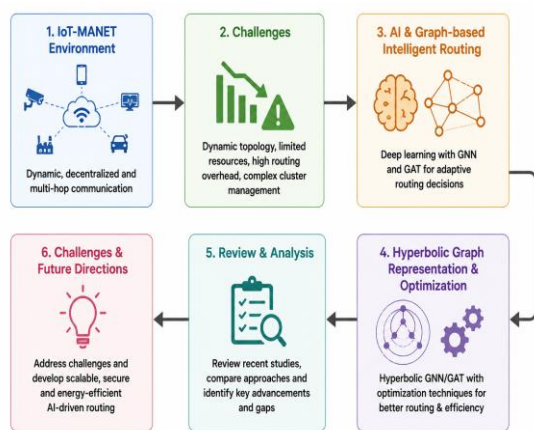 1. IoT-MANET
Environment
Dynamic, decentralized and
multi-hop communication
2. Challenges
Dynamic topology, limited
resources, high routing
overhead, complex cluster
management
3. AI & Graph-based
Intelligent Routing
Deep learning with GNN
and GAT for adaptive
routing decisions
4. Hyperbolic Graph
Representation &
Optimization
Hyperbolic GNN/GAT with
optimization techniques for
better routing & efficiency
5. Review & Analysis
Review recent studies,
compare approaches and
identify key advancements
and gaps
6. Challenges &
Future Directions
Address challenges and
develop scalable, secure
and energy-efficient
AI-driven routing